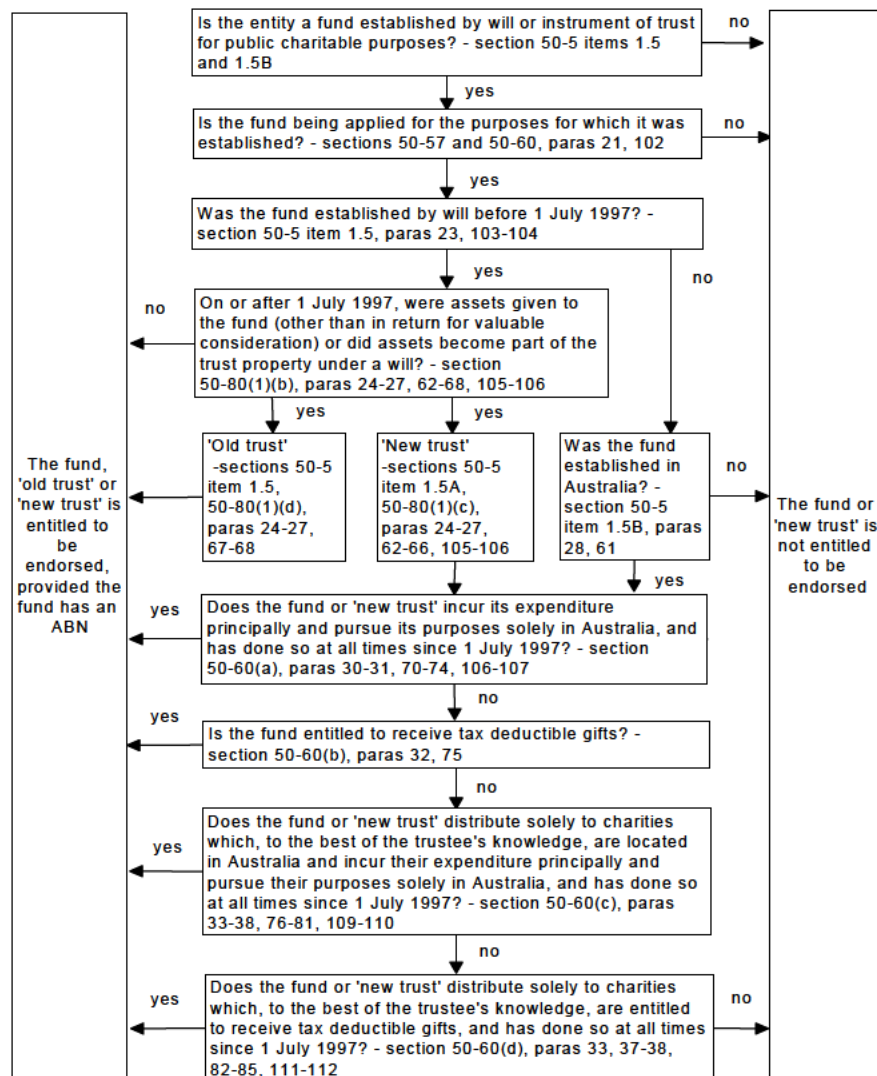 Is the entity a fund established by will or instrument of trust
for public charitable purposes? - section 50-5 items 1.5
and 1.5B
no
yes
Is the fund being applied for the purposes for which it was
established? - sections 50-57 and 50-60, paras 21, 102
no
yes
Was the fund established by will before 1 July 1997? -
section 50-5 item 1.5, paras 23, 103-104
yes
no
no
On or after 1 July 1997, were assets given to
the fund (other than in return for valuable
consideration) or did assets become part of the
trust property under a will? - section
50-80(1)(b), paras 24-27, 62-68, 105-106
yes
yes
'Old trust'
-sections 50-5
item 1.5,
50-80(1)(d),
paras 24-27,
67-68
'New trust'
-sections 50-5
item 1.5A,
50-80(1)(c),
paras 24-27,
62-66, 105-106
Was the fund
established in
Australia? -
section 50-5
item 1.5B, paras
28, 61
no
yes
The fund,
'old trust' or
'new trust' is
entitled to
be
endorsed,
provided the
fund has an
ABN
The fund or
'new trust' is
not entitled
to be
endorsed
Does the fund or 'new trust' incur its expenditure
principally and pursue its purposes solely in Australia, and
has done so at all times since 1 July 1997? - section
50-60(a), paras 30-31, 70-74, 106-107
yes
no
Is the fund entitled to receive tax deductible gifts? -
section 50-60(b), paras 32, 75
yes
no
Does the fund or 'new trust' distribute solely to charities
which, to the best of the trustee's knowledge, are located
in Australia and incur their expenditure principally and
pursue their purposes solely in Australia, and has done so
at all times since 1 July 1997? - section 50-60(c), paras
33-38, 76-81, 109-110
yes
no
Does the fund or 'new trust' distribute solely to charities
which, to the best of the trustee's knowledge, are entitled
to receive tax deductible gifts, and has done so at all times
since 1 July 1997? - section 50-60(d), paras 33, 37-38,
82-85, 111-112
yes
no